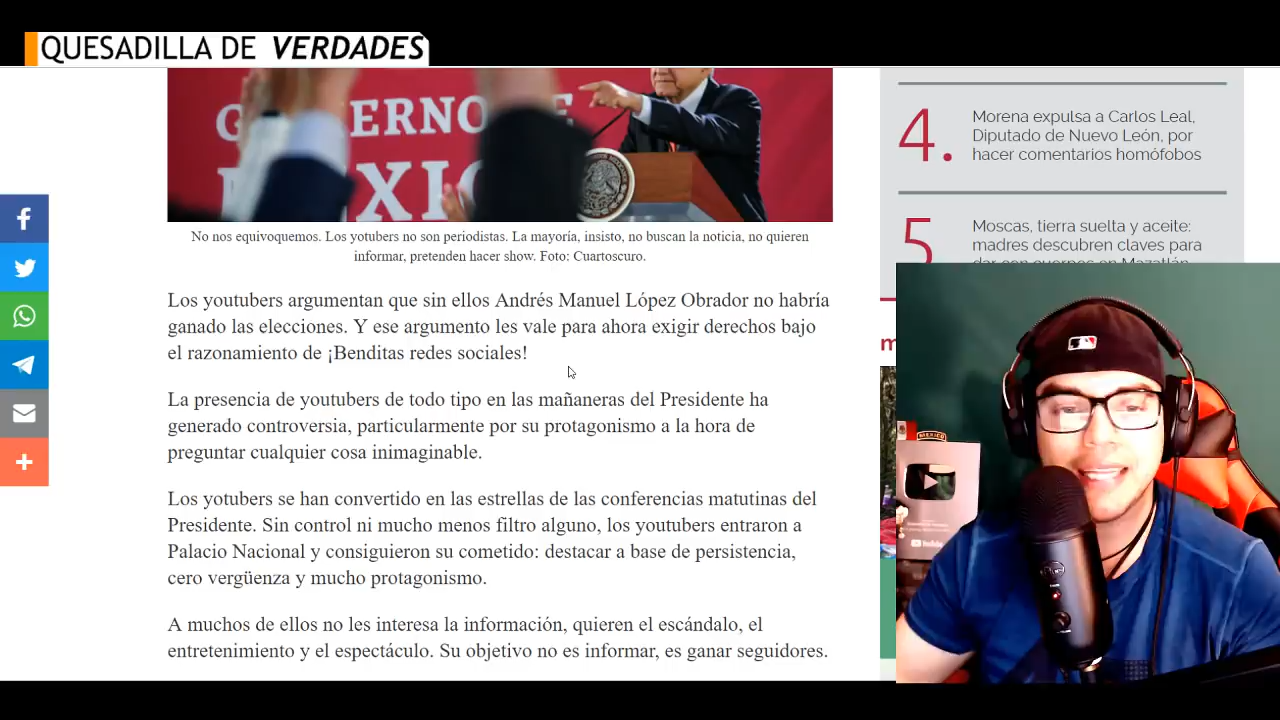 QUESADILLA DE VERDADES
No nos equivoquemos. Los yotubers no son periodistas. La mayoría, insisto, no buscan la noticia, no quieren
informar, pretenden hacer show. Foto: Cuartoscuro.
Los youtubers argumentan que sin ellos Andrés Manuel López Obrador no habría
ganado las elecciones. Y ese argumento les vale para ahora exigir derechos bajo
el razonamiento de ¡Benditas redes sociales!
La presencia de youtubers de todo tipo en las mañaneras del Presidente ha
generado controversia, particularmente por su protagonismo a la hora de
preguntar cualquier cosa inimaginable.
Los yotubers se han convertido en las estrellas de las conferencias matutinas del
Presidente. Sin control ni mucho menos filtro alguno, los youtubers entraron a
Palacio Nacional y consiguieron su cometido: destacar a base de persistencia,
cero vergüenza y mucho protagonismo.
A muchos de ellos no les interesa la información, quieren el escándalo, el
entretenimiento y el espectáculo. Su objetivo no es informar, es ganar seguidores.
4. Morena expulsa a Carlos Leal,
Diputado de Nuevo León, por
hacer comentarios homófobos
5 Moscas, tierra suelta y aceite:
madres descubren claves para
dar con cuerpos en Mazatlán
MEXICO
YouTube